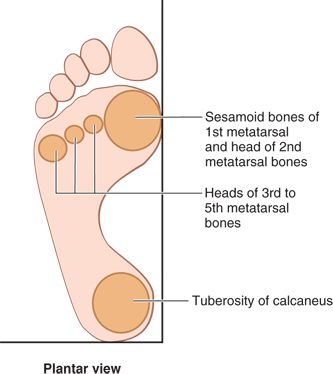 Sesamoid bones of
1st metatarsal
and head of 2nd
metatarsal bones
Heads of 3rd to
5th metatarsal
bones
Tuberosity of calcaneus
Plantar view